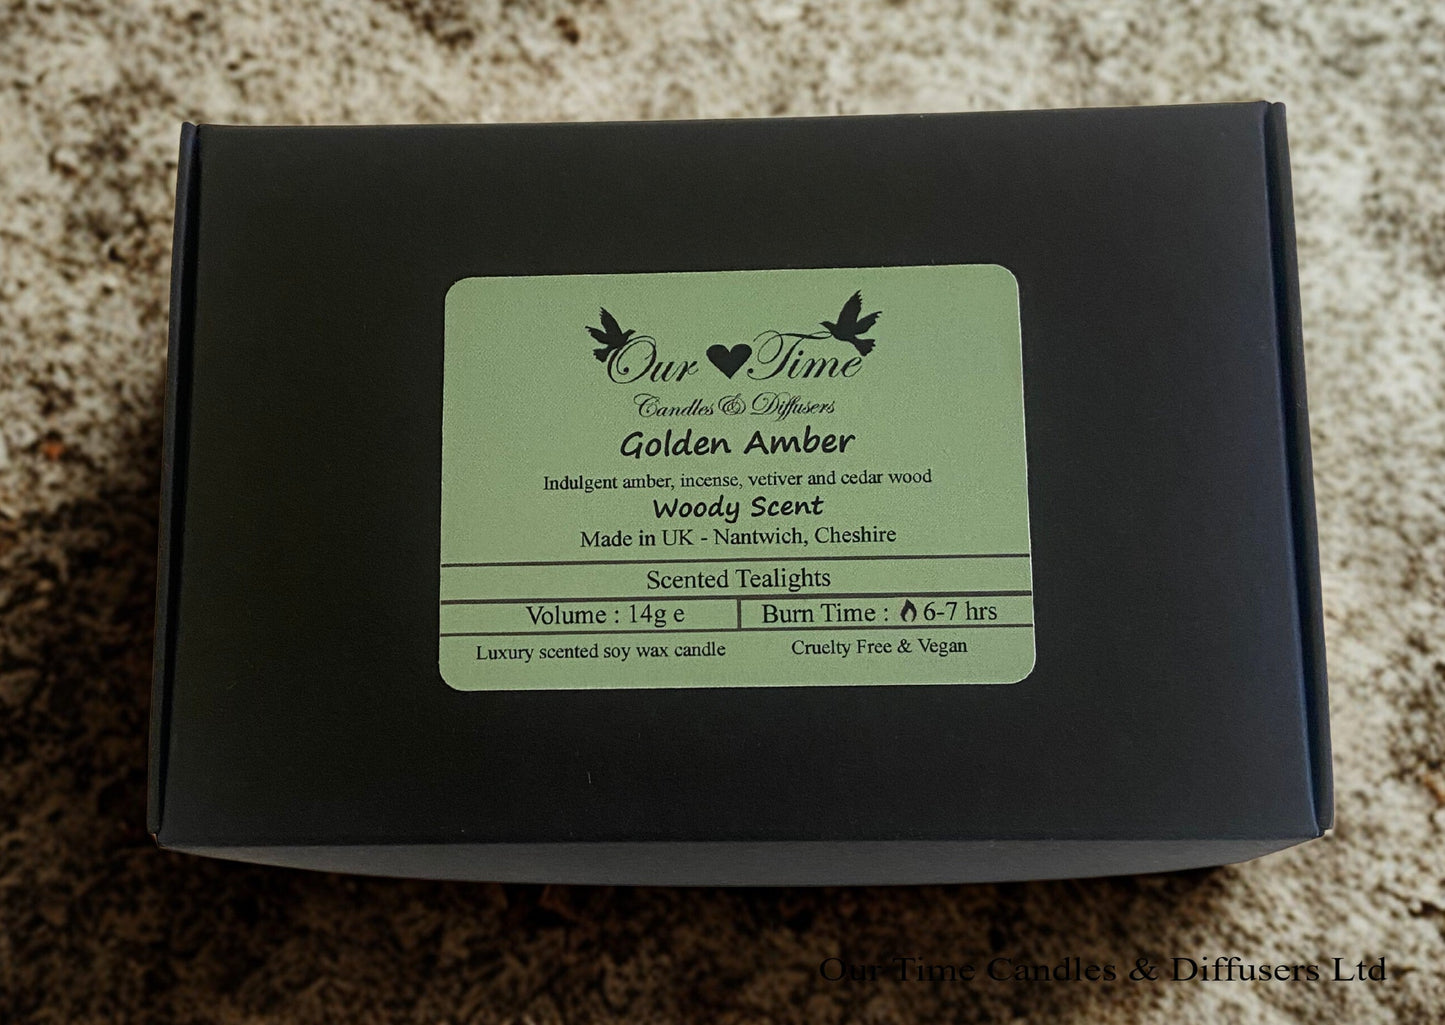 Our Time
Candles & Diffusers
Golden Amber
Indulgent amber, incense, vetiver and cedar wood
Woody Scent
Made in UK - Nantwich, Cheshire
Scented Tealights
Volume : 14g e
Burn Time : 6-7 hrs
Luxury scented soy wax candle
Cruelty Free & Vegan
Our Time Candles & Diffusers Ltd